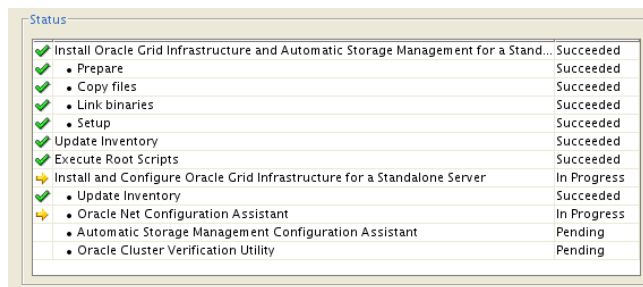 Status
Install Oracle Grid Infrastructure and Automatic Storage Management for a Stand... Succeeded
• Prepare Succeeded
• Copy files Succeeded
• Link binaries Succeeded
• Setup Succeeded
Update Inventory Succeeded
Execute Root Scripts Succeeded
Install and Configure Oracle Grid Infrastructure for a Standalone Server In Progress
• Update Inventory Succeeded
• Oracle Net Configuration Assistant In Progress
• Automatic Storage Management Configuration Assistant Pending
• Oracle Cluster Verification Utility Pending